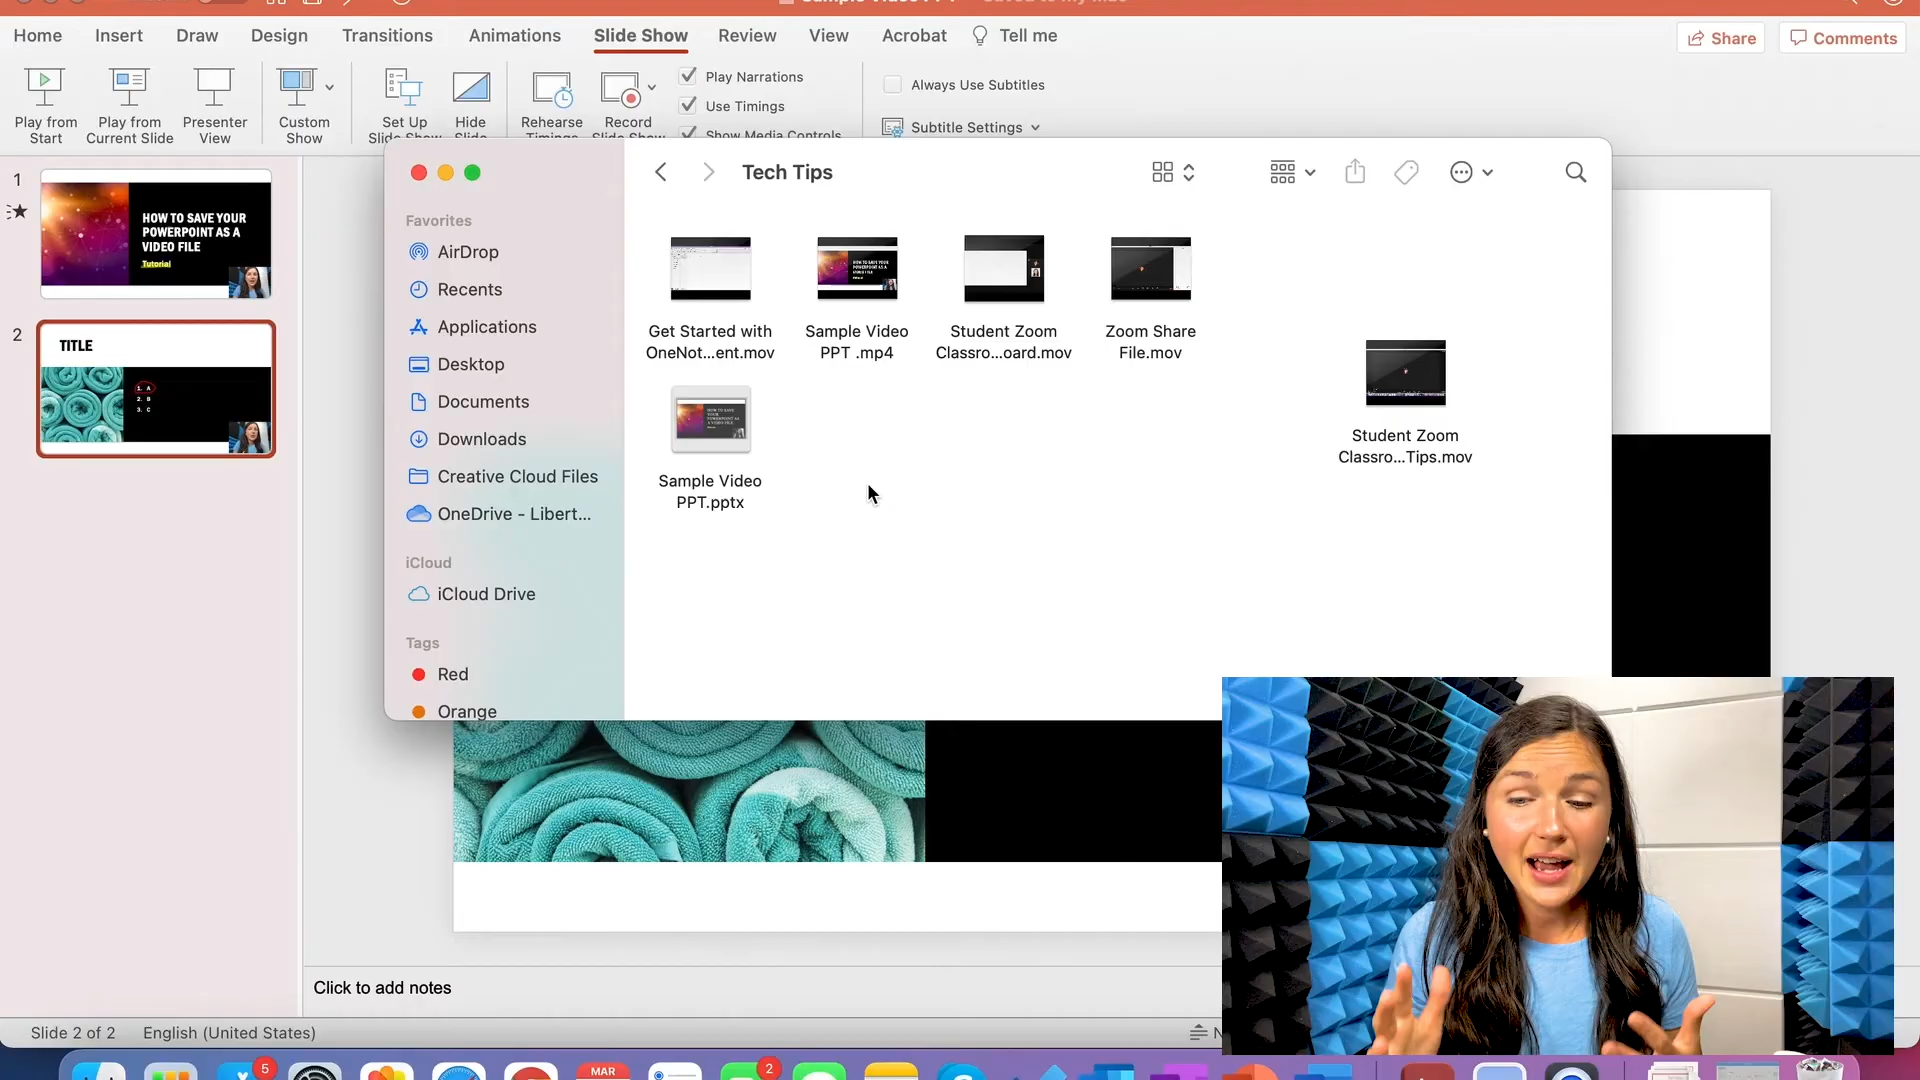 Home Insert Draw Design Transitions Animations Slide Show Review View Acrobat Tell me
Share Comments
Play from Start
Play from Current Slide
Presenter View
Custom Show
Set Up
Hide
Rehearse
Record
Play Narrations
Use Timings
Show Media Controls
Always Use Subtitles
Subtitle Settings
1
HOW TO SAVE YOUR
POWERPOINT AS A
VIDEO FILE
Tutorial
2
TITLE
1. A
2. B
3. C
Tech Tips
Favorites
AirDrop
Recents
Applications
Desktop
Documents
Downloads
Creative Cloud Files
OneDrive - Libert...
iCloud
iCloud Drive
Tags
Red
Orange
Get Started with
OneNot...ent.mov
Sample Video
PPT .mp4
Student Zoom
Classro...oard.mov
Zoom Share
File.mov
Student Zoom
Classro...Tips.mov
Sample Video
PPT.pptx
Click to add notes
Slide 2 of 2 English (United States)
5
MAR
2